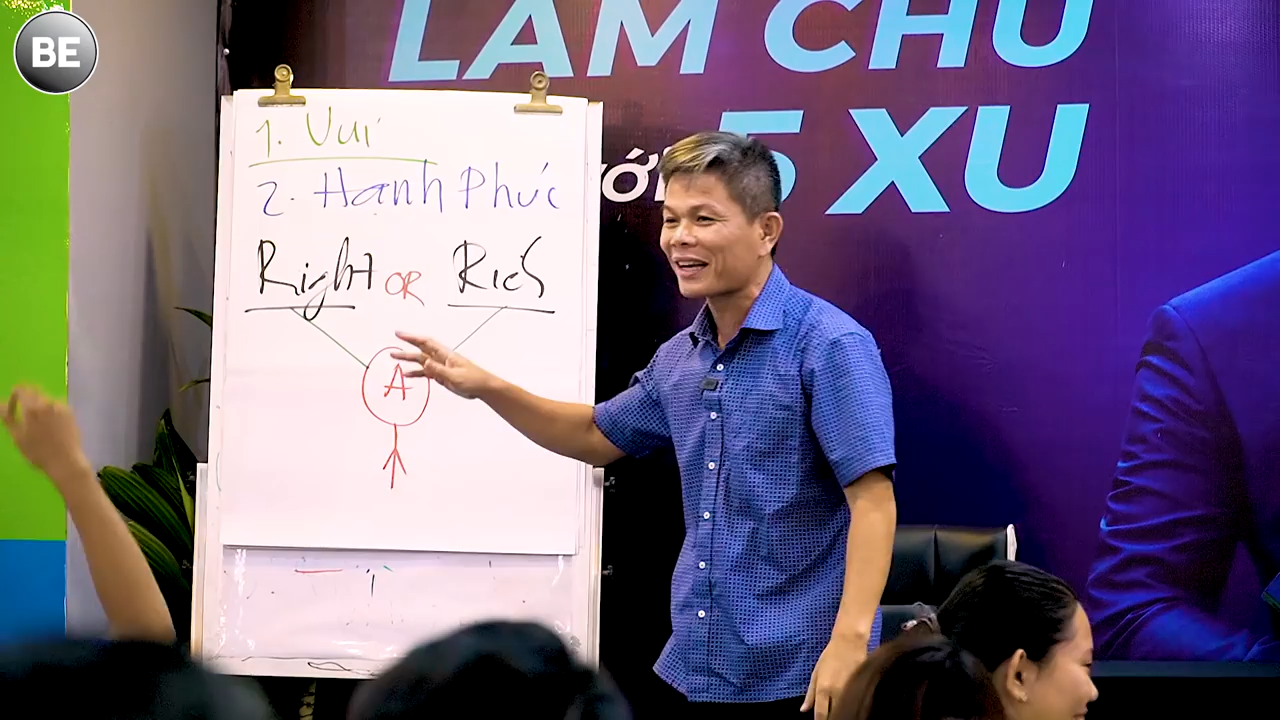 BE
LÀM CHỦ
5 XU
1. Vui
2. Hạnh Phúc
Right OR Rich
A